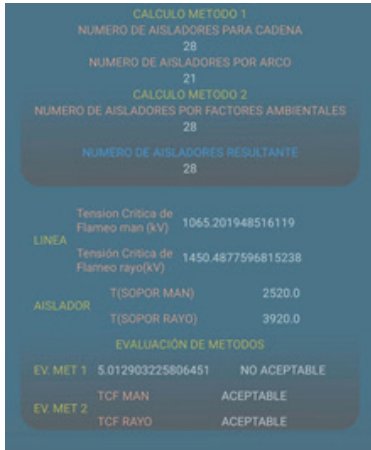 CALCULO METODO 1
NUMERO DE AISLADORES PARA CADENA
28
NUMERO DE AISLADORES POR ARCO
21
CALCULO METODO 2
NUMERO DE AISLADORES POR FACTORES AMBIENTALES
28
NUMERO DE AISLADORES RESULTANTE
28
LINEA
Tension Critica de
Flameo man (kV) 1065.201948516119
Tensión Critica de
Flameo rayo(kV) 1450.4877596815238
AISLADOR
T(SOPOR MAN) 2520.0
T(SOPOR RAYO) 3920.0
EVALUACIÓN DE METODOS
EV. MET 1 5.012903225806451 NO ACEPTABLE
EV. MET 2
TCF MAN ACEPTABLE
TCF RAYO ACEPTABLE